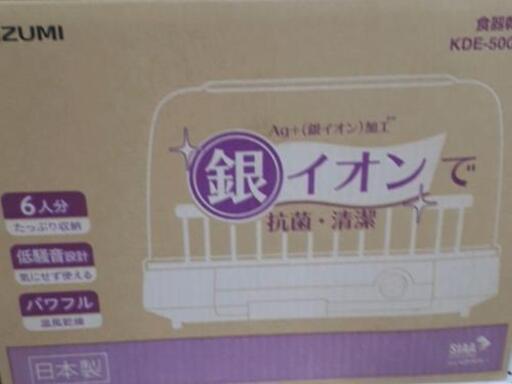 ZUMI
食器乾
KDE-500
Ag+(銀イオン)加工
銀イオンで
抗菌・清潔
6人分
たっぷり収納
低騒音設計
気にせず使える
パワフル
温風乾燥
日本製
SIAA